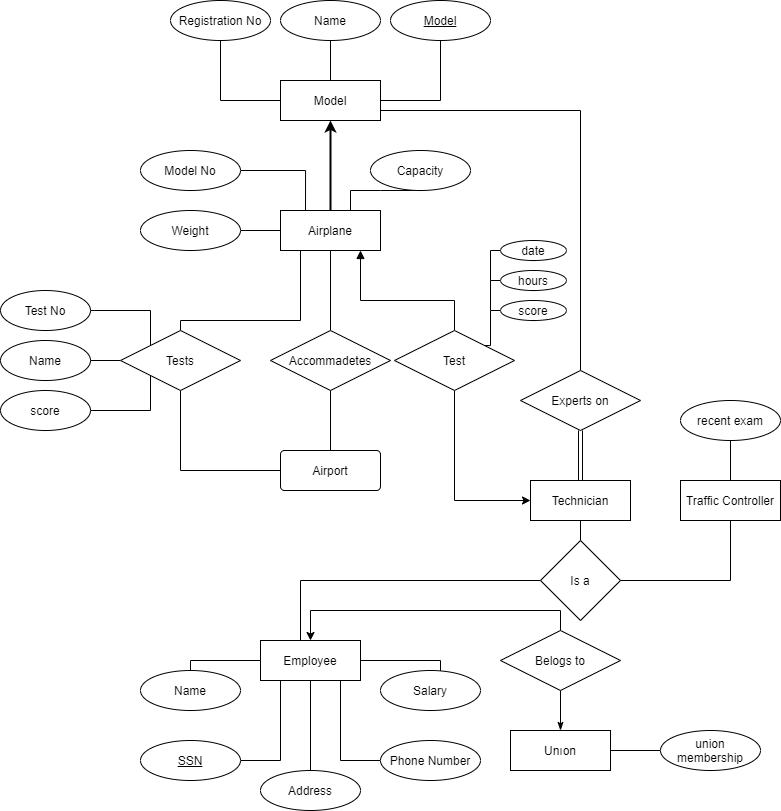 Registration No
Name
Model
Model
Model No
Capacity
Weight
Airplane
date
hours
score
Test No
Name
score
Tests
Accommadetes
Test
Experts on
recent exam
Airport
Technician
Traffic Controller
Is a
Employee
Belogs to
Name
Salary
SSN
Phone Number
Address
Union
union
membership